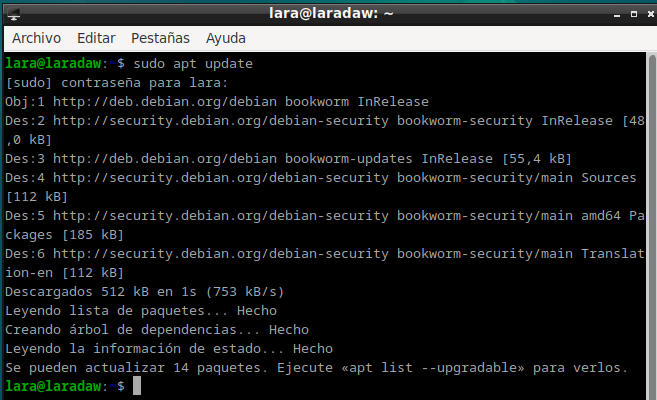 lara@laradaw: ~
Archivo Editar Pestañas Ayuda
lara@laradaw:~$ sudo apt update
[sudo] contraseña para lara:
Obj:1 http://deb.debian.org/debian bookworm InRelease
Des:2 http://security.debian.org/debian-security bookworm-security InRelease [48
,0 kB]
Des:3 http://deb.debian.org/debian bookworm-updates InRelease [55,4 kB]
Des:4 http://security.debian.org/debian-security bookworm-security/main Sources
[112 kB]
Des:5 http://security.debian.org/debian-security bookworm-security/main amd64 Pa
ckages [185 kB]
Des:6 http://security.debian.org/debian-security bookworm-security/main Translat
ion-en [112 kB]
Descargados 512 kB en 1s (753 kB/s)
Leyendo lista de paquetes... Hecho
Creando árbol de dependencias... Hecho
Leyendo la información de estado... Hecho
Se pueden actualizar 14 paquetes. Ejecute «apt list --upgradable» para verlos.
lara@laradaw:~$